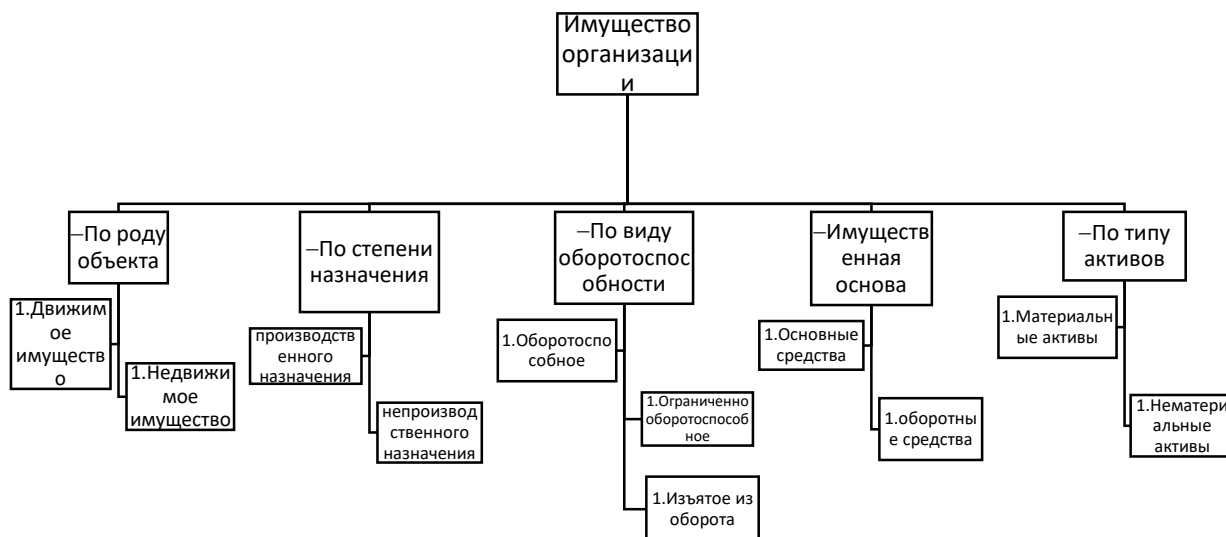 Имущество
организаци
и
–По роду
объекта
1.Движим
ое
имуществ
о
1.Недвижи
мое
имущество
–По степени
назначения
производств
енного
назначения
непроизвод
ственного
назначения
–По виду
оборотоспос
обности
1.Оборотоспо
собное
1.Ограниченно
оборотоспособ
ное
1.Изъятое из
оборота
–Имуществ
енная
основа
1.Основные
средства
1.оборотны
е средства
–По типу
активов
1.Материаль
ые активы
1.Нематери
альные
активы